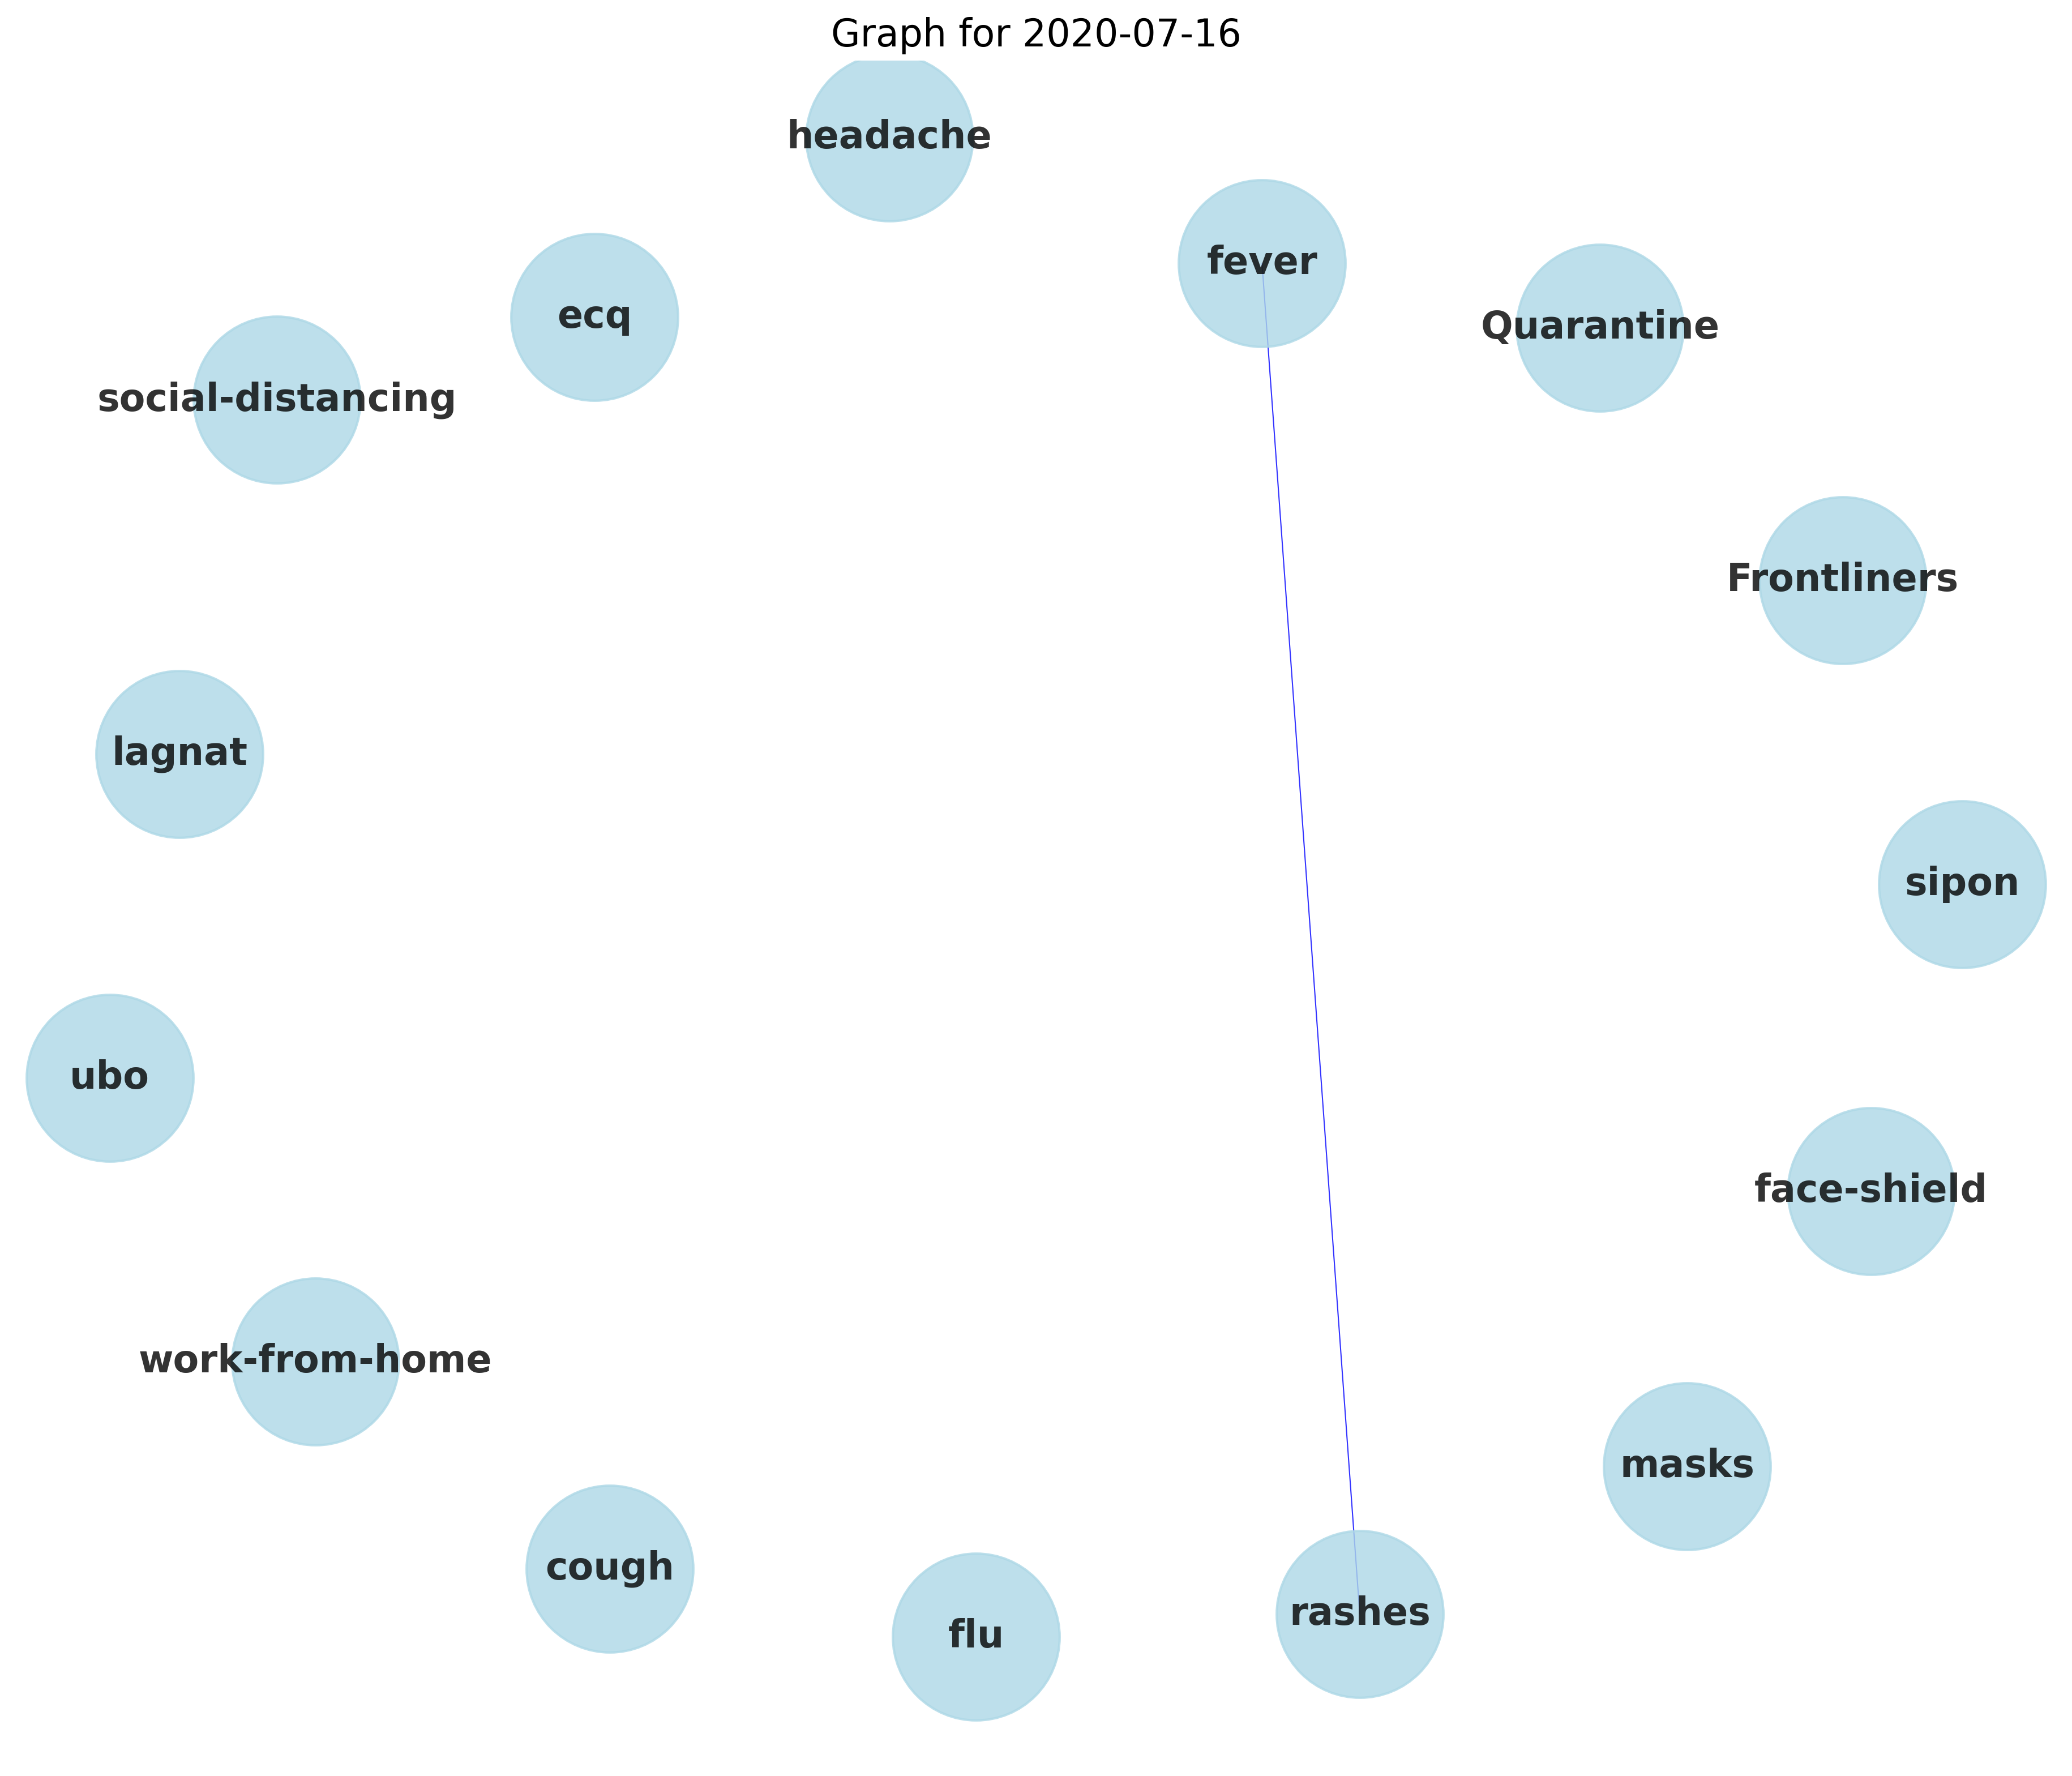 Graph for 2020-07-16
headache
fever
ecq
Quarantine
social-distancing
Frontliners
lagnat
sipon
ubo
face-shield
work-from-home
masks
cough
rashes
flu